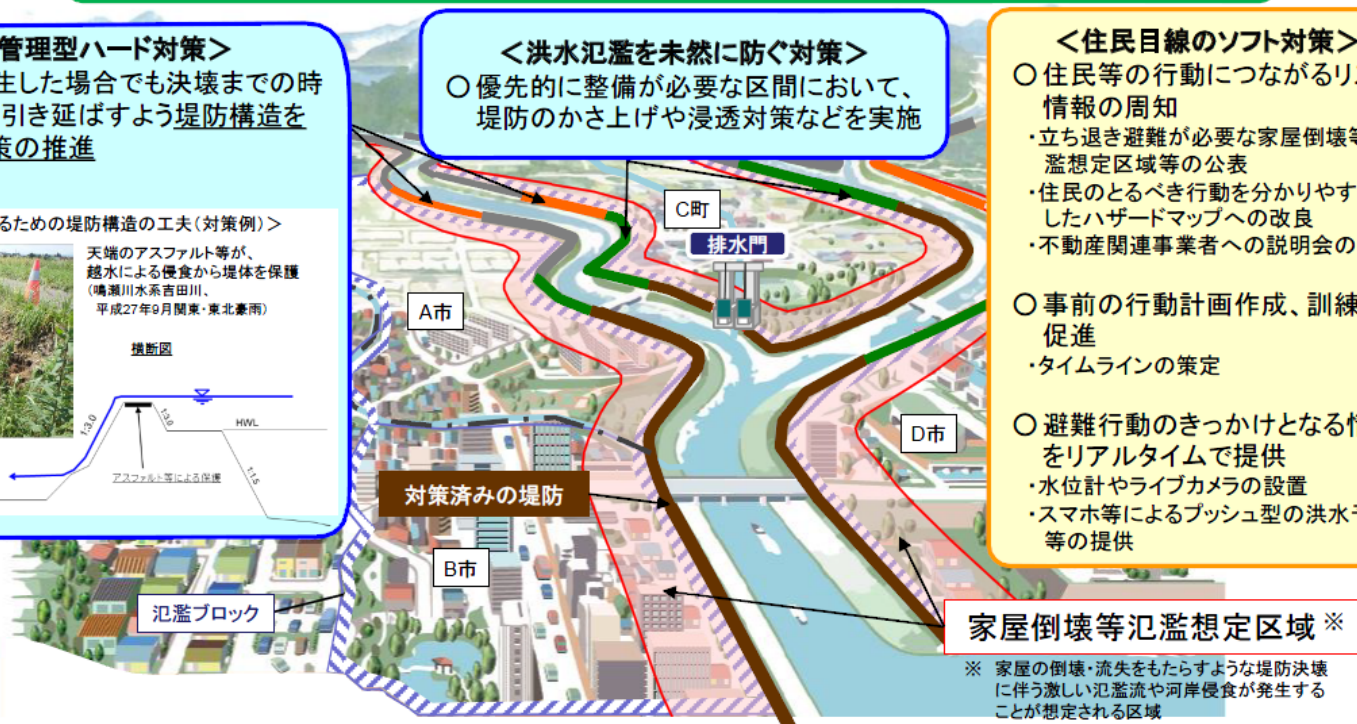 管理型ハード対策＞
生した場合でも決壊までの時
引き延ばすよう堤防構造を
策の推進
るための堤防構造の工夫（対策例）＞
天端のアスファルト等が、
越水による侵食から堤体を保護
（鳴瀬川水系吉田川、
平成27年9月関東・東北豪雨）
横断図
1:3.0
1:3.0
HWL
1:1.5
アスファルト等による保護
＜洪水氾濫を未然に防ぐ対策＞
○優先的に整備が必要な区間において、
堤防のかさ上げや浸透対策などを実施
C町
排水門
A市
D市
対策済みの堤防
B市
氾濫ブロック
＜住民目線のソフト対策＞
○住民等の行動につながるリ
情報の周知
・立ち退き避難が必要な家屋倒壊等
濫想定区域等の公表
・住民のとるべき行動を分かりやす
したハザードマップへの改良
・不動産関連事業者への説明会の
○事前の行動計画作成、訓練
促進
・タイムラインの策定
○避難行動のきっかけとなる
をリアルタイムで提供
・水位計やライブカメラの設置
・スマホ等によるプッシュ型の洪水
等の提供
家屋倒壊等氾濫想定区域※
※ 家屋の倒壊・流失をもたらすような堤防決壊
に伴う激しい氾濫流や河岸侵食が発生する
ことが想定される区域